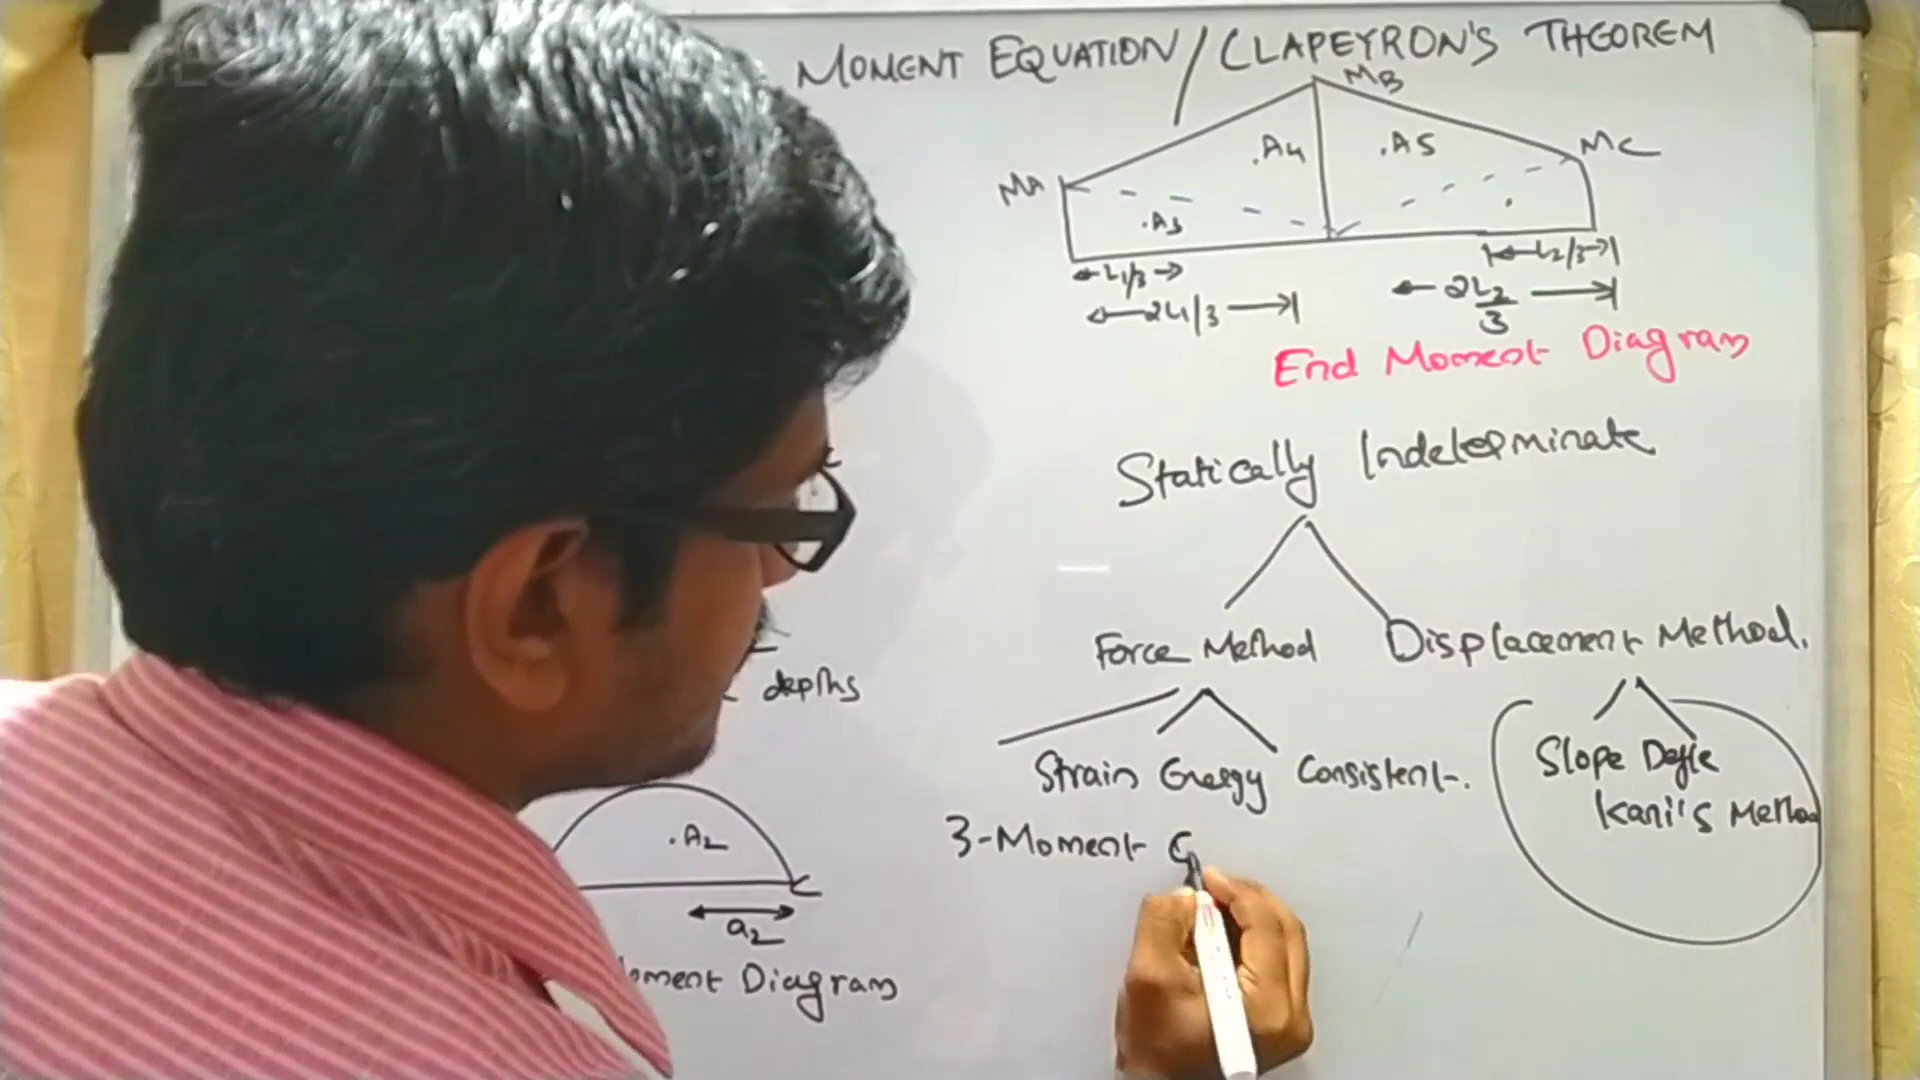 MOMENT EQUATION / CLAPEYRON'S THEOREM
MB
.A4 .A5 MC
MA
.A3
L1/3 L2/3
2L1/3 2L2/3
End Moment Diagram
Statically Indeterminate
Force Method Displacement Method.
depths
Strain Energy Consistent. Slope Defle
Kani's Method
3-Moment
.A2
C
a2
Moment Diagram